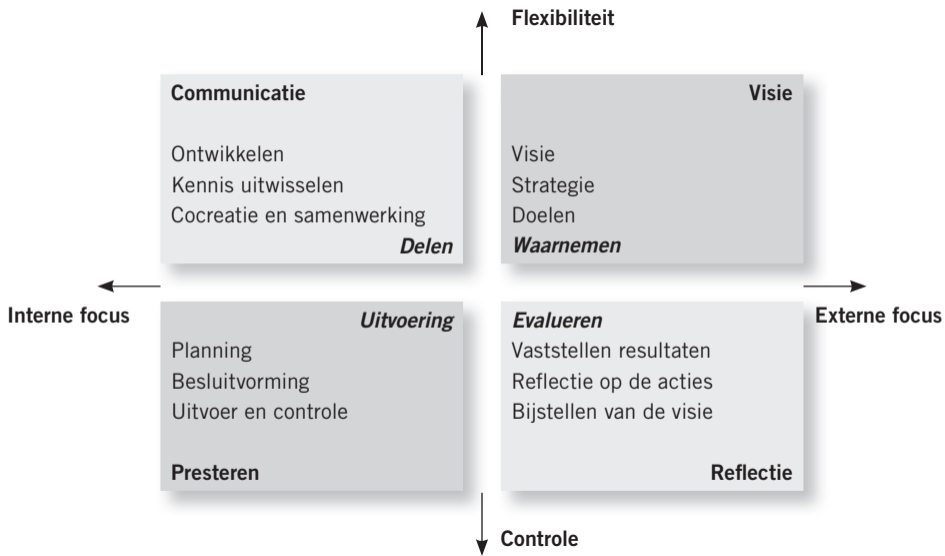 Flexibiliteit
Communicatie
Ontwikkelen
Kennis uitwisselen
Cocreatie en samenwerking
Delen
Visie
Visie
Strategie
Doelen
Waarnemen
Interne focus
Externe focus
Uitvoering
Planning
Besluitvorming
Uitvoer en controle
Presteren
Evalueren
Vaststellen resultaten
Reflectie op de acties
Bijstellen van de visie
Reflectie
Controle